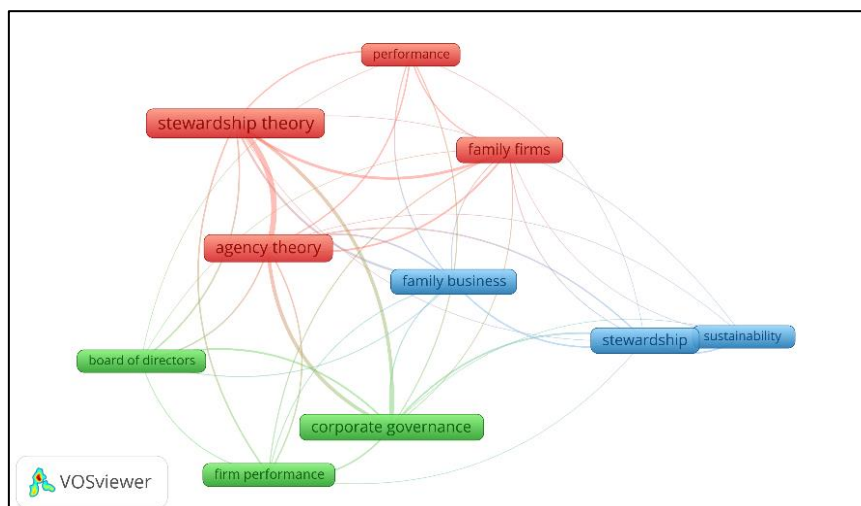 performance
stewardship theory
family firms
agency theory
family business
stewardship
sustainability
board of directors
corporate governance
firm performance
VOSviewer